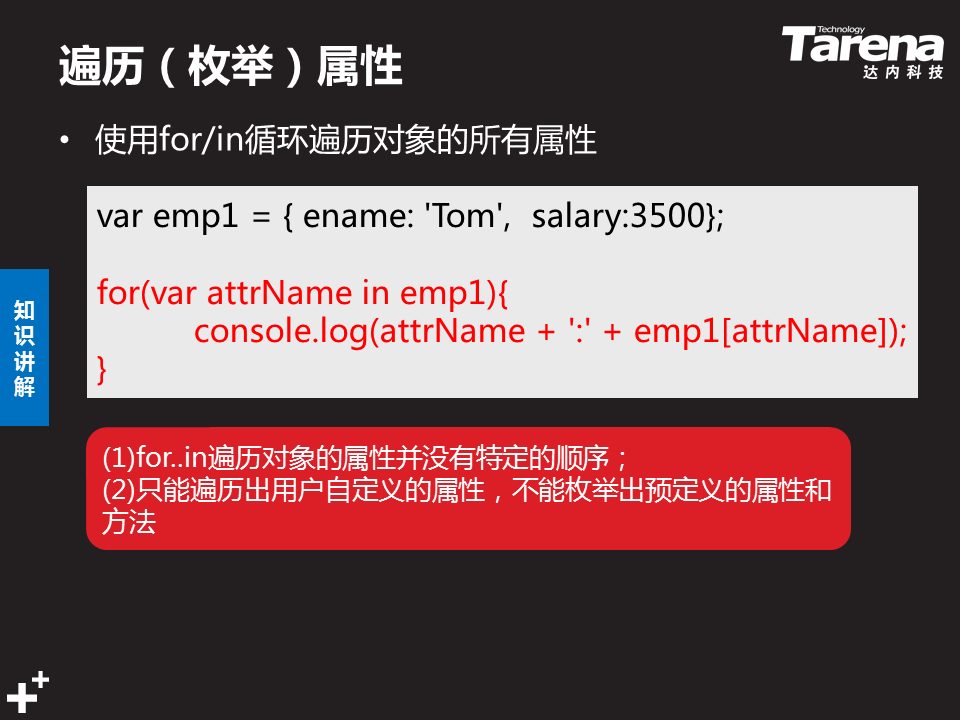 遍历（枚举）属性
Technology
Tarena
达内科技
• 使用for/in循环遍历对象的所有属性
var emp1 = { ename: 'Tom',  salary:3500};
for(var attrName in emp1){
console.log(attrName + ':' + emp1[attrName]);
}
知
识
讲
解
(1)for..in遍历对象的属性并没有特定的顺序；
(2)只能遍历出用户自定义的属性，不能枚举出预定义的属性和
方法